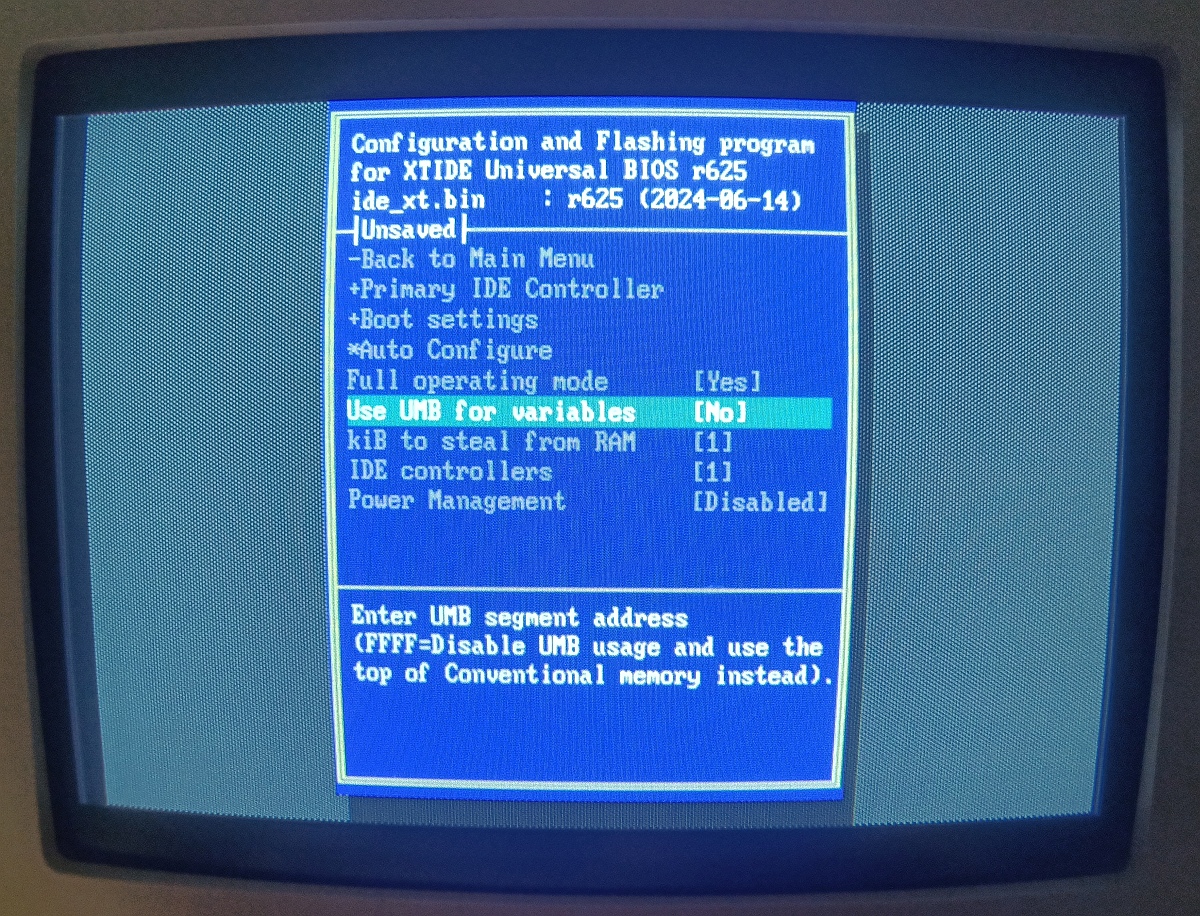 Configuration and Flashing program
for XTIDE Universal BIOS r625
ide_xt.bin : r625 (2024-06-14)
Unsaved
-Back to Main Menu
+Primary IDE Controller
+Boot settings
*Auto Configure
Full operating mode [Yes]
Use UMB for variables [No]
kiB to steal from RAM [1]
IDE controllers [1]
Power Management [Disabled]
Enter UMB segment address
(FFFF=Disable UMB usage and use the
top of Conventional memory instead).